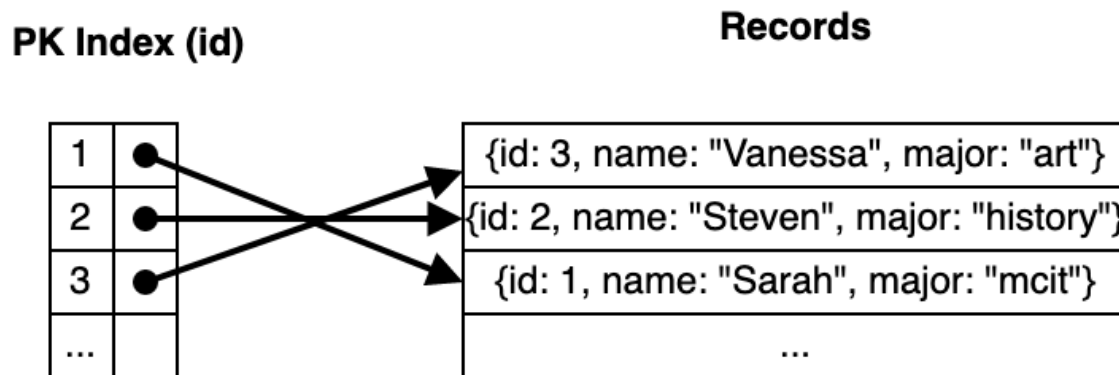 PK Index (id)
Records
1
{id: 3, name: "Vanessa", major: "art"}
2
{id: 2, name: "Steven", major: "history"}
3
{id: 1, name: "Sarah", major: "mcit"}
...
...